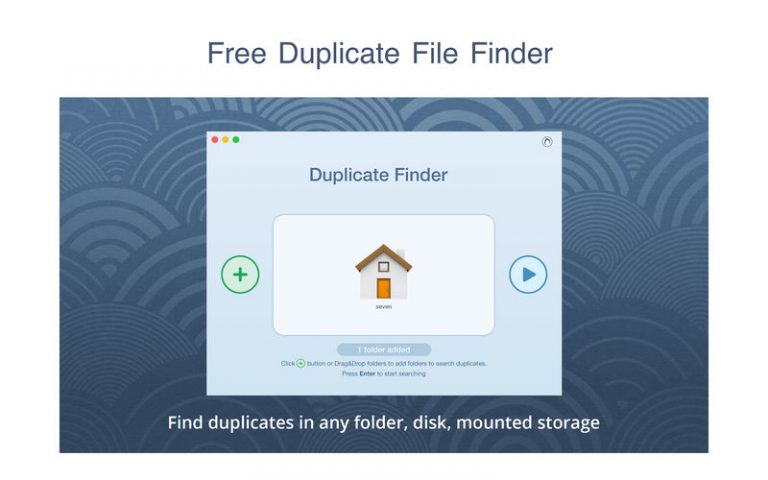 Free Duplicate File Finder
Duplicate Finder
seven
1 folder added
Click + button or Drag&Drop folders to add folders to search duplicates.
Press Enter to start searching
Find duplicates in any folder, disk, mounted storage